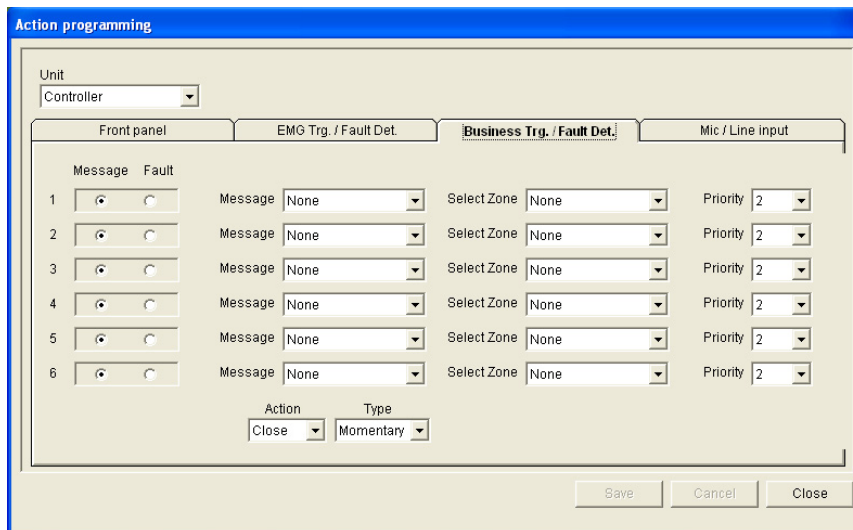 Action programming
Unit
Controller
Front panel EMG Trg. / Fault Det. Business Trg. / Fault Det. Mic / Line input
Message Fault
1 Message None Select Zone None Priority 2
2 Message None Select Zone None Priority 2
3 Message None Select Zone None Priority 2
4 Message None Select Zone None Priority 2
5 Message None Select Zone None Priority 2
6 Message None Select Zone None Priority 2
Action Type
Close Momentary
Save Cancel Close